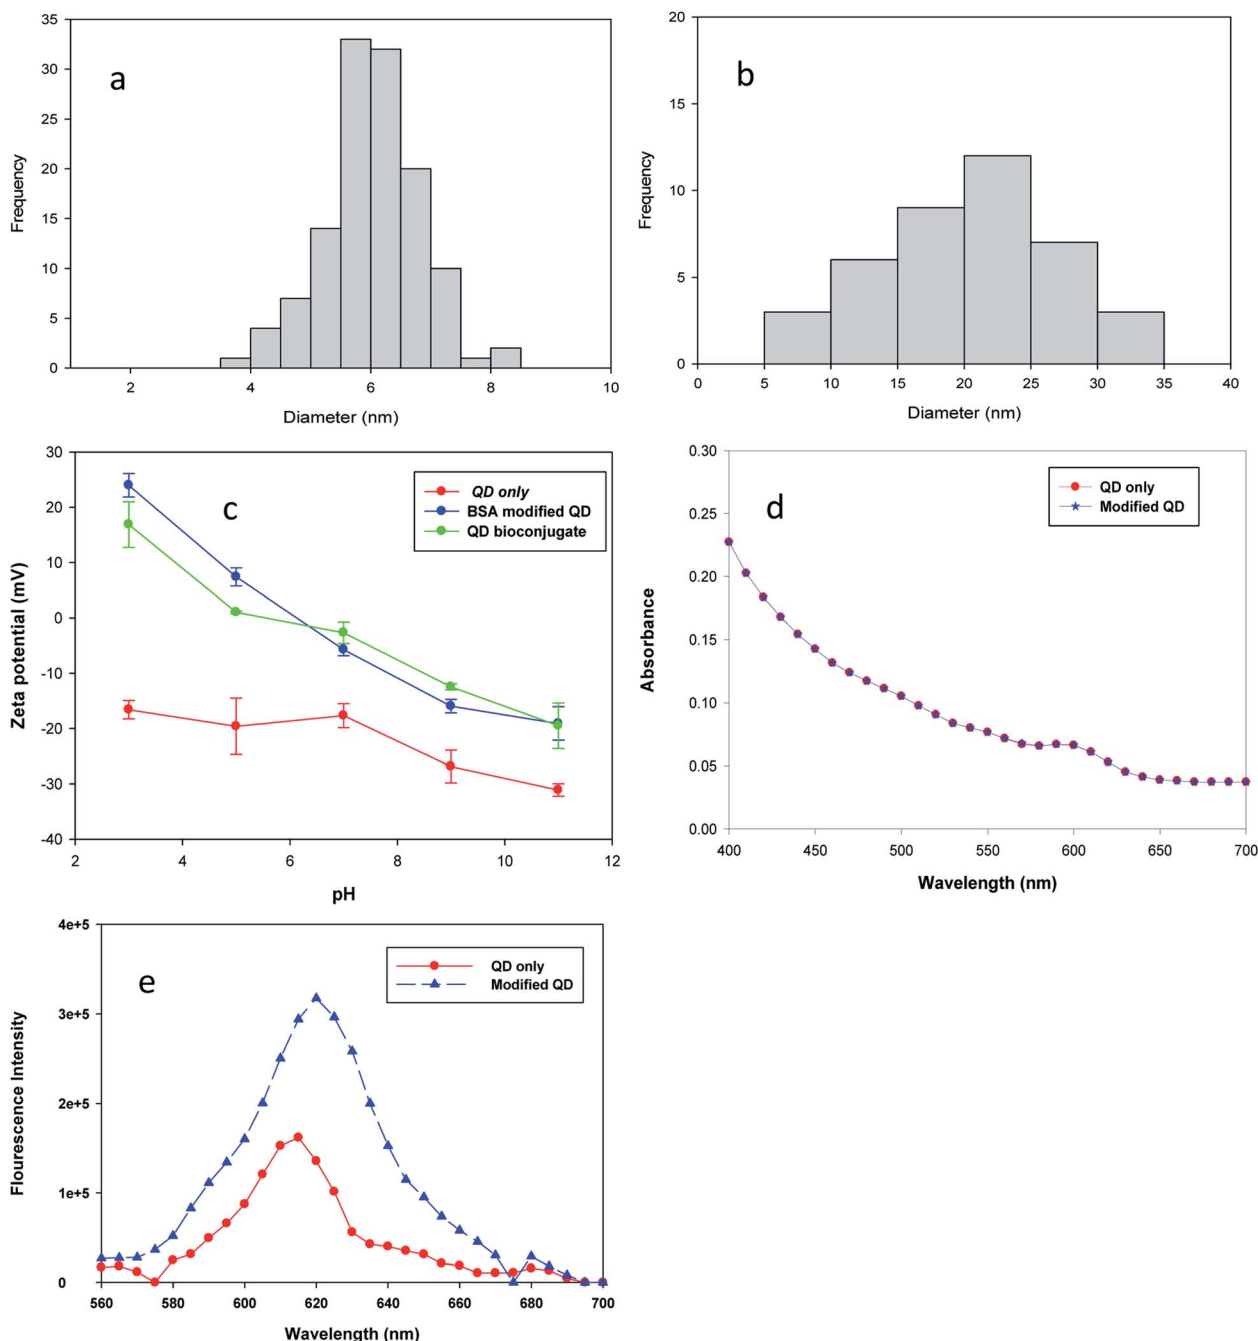 a
35
30
25
20
15
10
5
0
Frequency
2
4
6
8
10
Diameter (nm)
b
20
15
10
5
0
Frequency
0
5
10
15
20
25
30
35
40
Diameter (nm)
c
30
20
10
0
-10
-20
-30
-40
Zeta potential (mV)
QD only
BSA modified QD
QD bioconjugate
2
4
6
8
10
12
pH
d
0.30
0.25
0.20
0.15
0.10
0.05
0.00
Absorbance
QD only
Modified QD
400
450
500
550
600
650
700
Wavelength (nm)
e
4e+5
3e+5
2e+5
1e+5
0
Flourescence Intensity
QD only
Modified QD
560
580
600
620
640
660
680
700
Wavelength (nm)